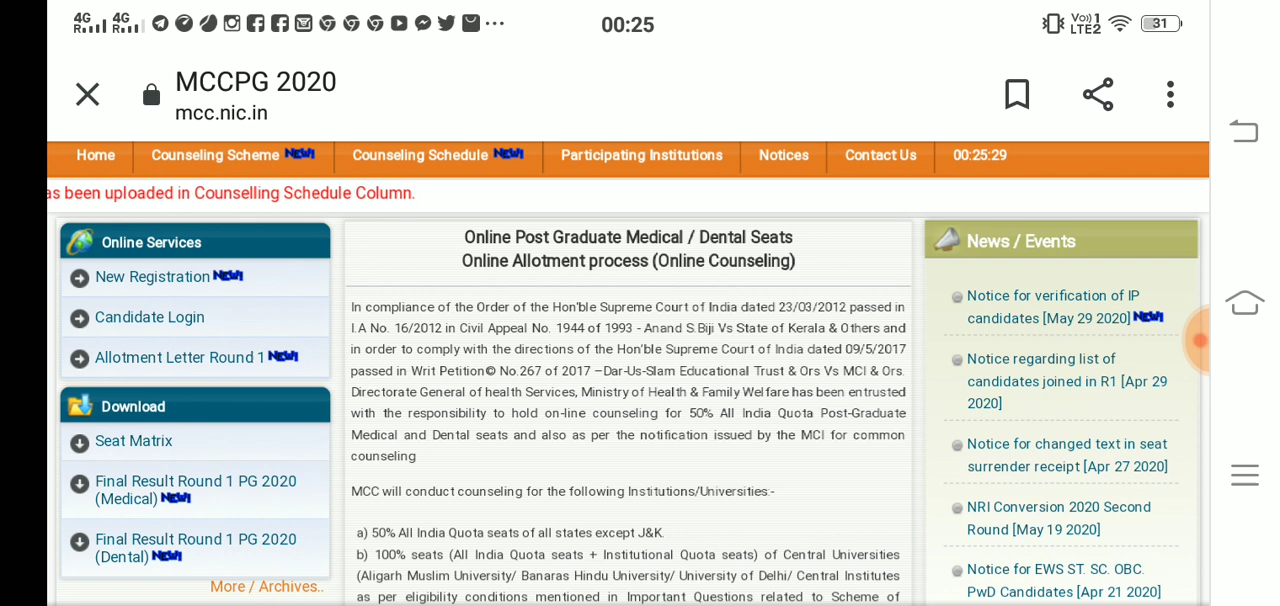 4G R 4G R 00:25 Vo)) 1 LTE2 31
MCCPG 2020
mcc.nic.in
Home Counseling Scheme NEW! Counseling Schedule NEW! Participating Institutions Notices Contact Us 00:25:29
as been uploaded in Counselling Schedule Column.
Online Services
New Registration NEW!
Candidate Login
Allotment Letter Round 1 NEW!
Download
Seat Matrix
Final Result Round 1 PG 2020
(Medical) NEW!
Final Result Round 1 PG 2020
(Dental) NEW!
More / Archives..
Online Post Graduate Medical / Dental Seats
Online Allotment process (Online Counseling)
In compliance of the Order of the Hon'ble Supreme Court of India dated 23/03/2012 passed in
I.A No. 16/2012 in Civil Appeal No. 1944 of 1993 - Anand S.Biji Vs State of Kerala & Others and
in order to comply with the directions of the Hon'ble Supreme Court of India dated 09/5/2017
passed in Writ Petition© No.267 of 2017 –Dar-Us-Slam Educational Trust & Ors Vs MCI & Ors.
Directorate General of health Services, Ministry of Health & Family Welfare has been entrusted
with the responsibility to hold on-line counseling for 50% All India Quota Post-Graduate
Medical and Dental seats and also as per the notification issued by the MCI for common
counseling
MCC will conduct counseling for the following Institutions/Universities:-
a) 50% All India Quota seats of all states except J&K.
b) 100% seats (All India Quota seats + Institutional Quota seats) of Central Universities
(Aligarh Muslim University/ Banaras Hindu University/ University of Delhi/ Central Institutes
as per eligibility conditions mentioned in Important Questions related to Scheme of
News / Events
Notice for verification of IP
candidates [May 29 2020] NEW!
Notice regarding list of
candidates joined in R1 [Apr 29
2020]
Notice for changed text in seat
surrender receipt [Apr 27 2020]
NRI Conversion 2020 Second
Round [May 19 2020]
Notice for EWS ST. SC. OBC.
PwD Candidates [Apr 21 2020]